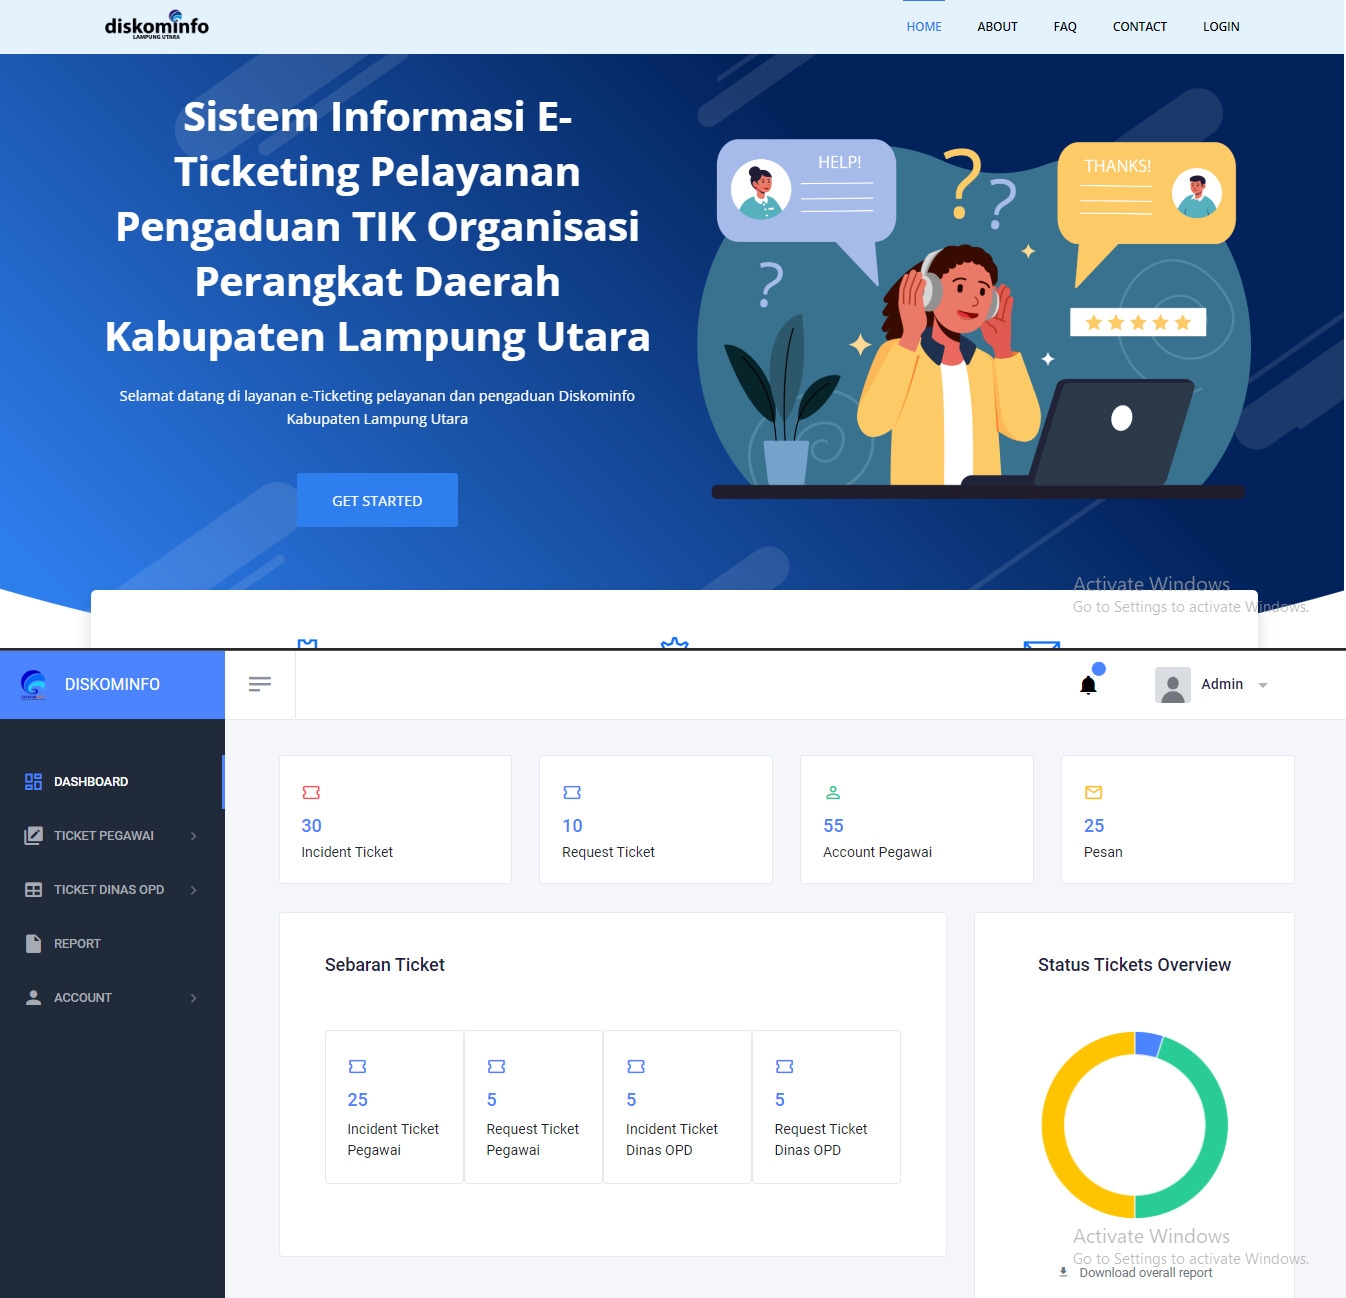 diskominfo
LAMPUNG UTARA
HOME
ABOUT
FAQ
CONTACT
LOGIN
Sistem Informasi E-
Ticketing Pelayanan
Pengaduan TIK Organisasi
Perangkat Daerah
Kabupaten Lampung Utara
Selamat datang di layanan e-Ticketing pelayanan dan pengaduan Diskominfo
Kabupaten Lampung Utara
GET STARTED
HELP!
THANKS!
Activate Windows
Go to Settings to activate Windows.
DISKOMINFO
Admin
DASHBOARD
TICKET PEGAWAI
TICKET DINAS OPD
REPORT
ACCOUNT
30
Incident Ticket
10
Request Ticket
55
Account Pegawai
25
Pesan
Sebaran Ticket
25
Incident Ticket
Pegawai
5
Request Ticket
Pegawai
5
Incident Ticket
Dinas OPD
5
Request Ticket
Dinas OPD
Status Tickets Overview
Activate Windows
Go to Settings to activate Windows.
Download overall report